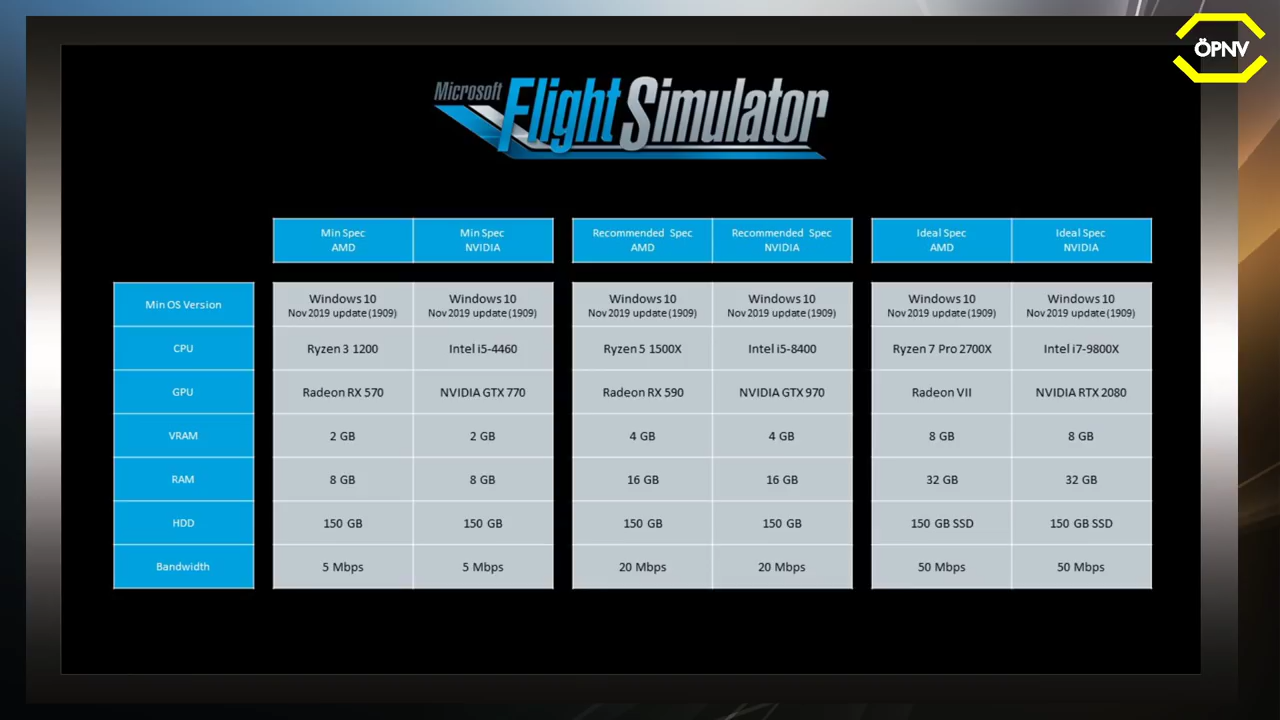 ÖPNV
Microsoft Flight Simulator
Min Spec AMD
Min Spec NVIDIA
Recommended Spec AMD
Recommended Spec NVIDIA
Ideal Spec AMD
Ideal Spec NVIDIA
Min OS Version
Windows 10 Nov 2019 update (1909)
Windows 10 Nov 2019 update (1909)
Windows 10 Nov 2019 update (1909)
Windows 10 Nov 2019 update (1909)
Windows 10 Nov 2019 update (1909)
Windows 10 Nov 2019 update (1909)
CPU
Ryzen 3 1200
Intel i5-4460
Ryzen 5 1500X
Intel i5-8400
Ryzen 7 Pro 2700X
Intel i7-9800X
GPU
Radeon RX 570
NVIDIA GTX 770
Radeon RX 590
NVIDIA GTX 970
Radeon VII
NVIDIA RTX 2080
VRAM
2 GB
2 GB
4 GB
4 GB
8 GB
8 GB
RAM
8 GB
8 GB
16 GB
16 GB
32 GB
32 GB
HDD
150 GB
150 GB
150 GB
150 GB
150 GB SSD
150 GB SSD
Bandwidth
5 Mbps
5 Mbps
20 Mbps
20 Mbps
50 Mbps
50 Mbps